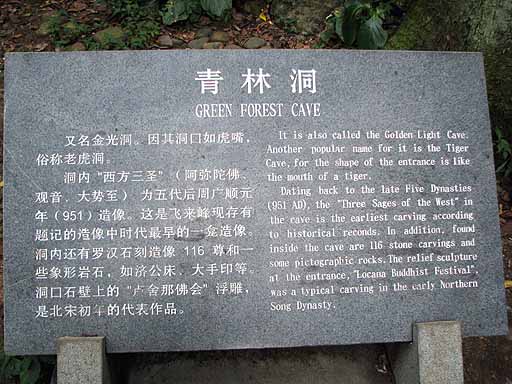 青林洞
GREEN FOREST CAVE
又名金光洞。因其洞口如虎嘴，
俗称老虎洞。
洞内"西方三圣"（阿弥陀佛、
观音、大势至）为五代后周广顺元
年（951）造像。这是飞来峰现存有
题记的造像中时代最早的一龛造像。
洞内还有罗汉石刻造像 116 尊和一
些象形岩石，如济公床、大手印等。
洞口石壁上的"卢舍那佛会"浮雕，
是北宋初年的代表作品。
It is also called the Golden Light Cave.
Another popular name for it is the Tiger
Cave, for the shape of the entrance is like
the mouth of a tiger.
Dating back to the late Five Dynasties
(951 AD), the "Three Sages of the West" in
the cave is the earliest carving according
to historical reconds. In addition, found
inside the cave are 116 stone carvings and
some pictographic rocks. The relief sculpture
at the entrance, "Locana Buddhist Festival",
was a typical carving in the early Northern
Song Dynasty.